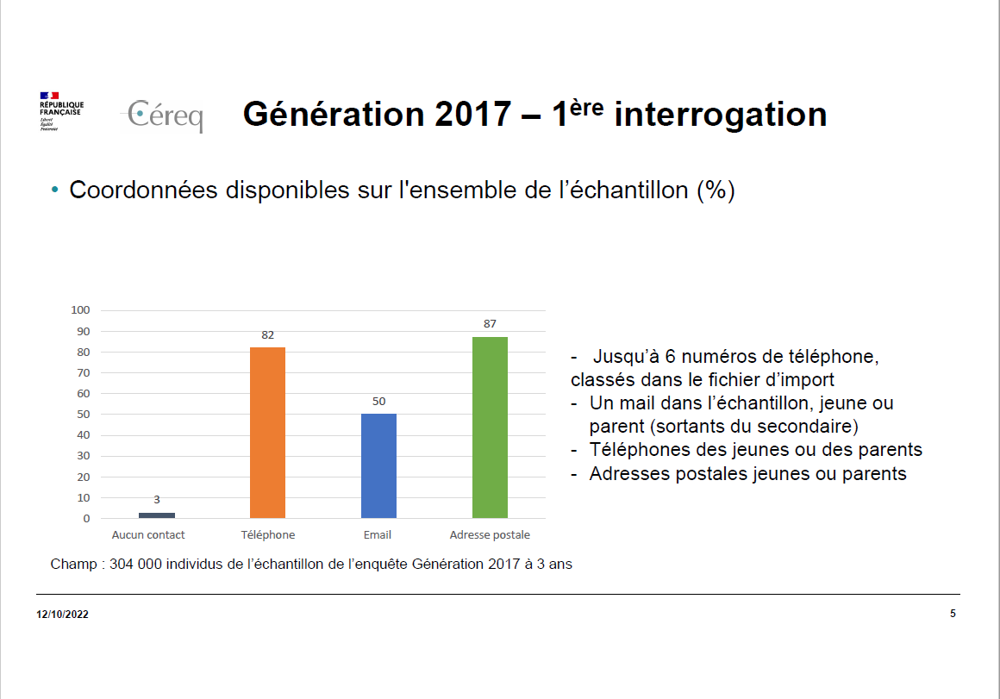 RÉPUBLIQUE
FRANÇAISE
Liberté
Égalité
Fraternité
Céreq
Génération 2017 – 1ère interrogation
• Coordonnées disponibles sur l'ensemble de l’échantillon (%)
100
90
80
70
60
50
40
30
20
10
0
3
82
50
87
Aucun contact
Téléphone
Email
Adresse postale
- Jusqu’à 6 numéros de téléphone,
classés dans le fichier d’import
- Un mail dans l’échantillon, jeune ou
parent (sortants du secondaire)
- Téléphones des jeunes ou des parents
- Adresses postales jeunes ou parents
Champ : 304 000 individus de l’échantillon de l’enquête Génération 2017 à 3 ans
12/10/2022
5